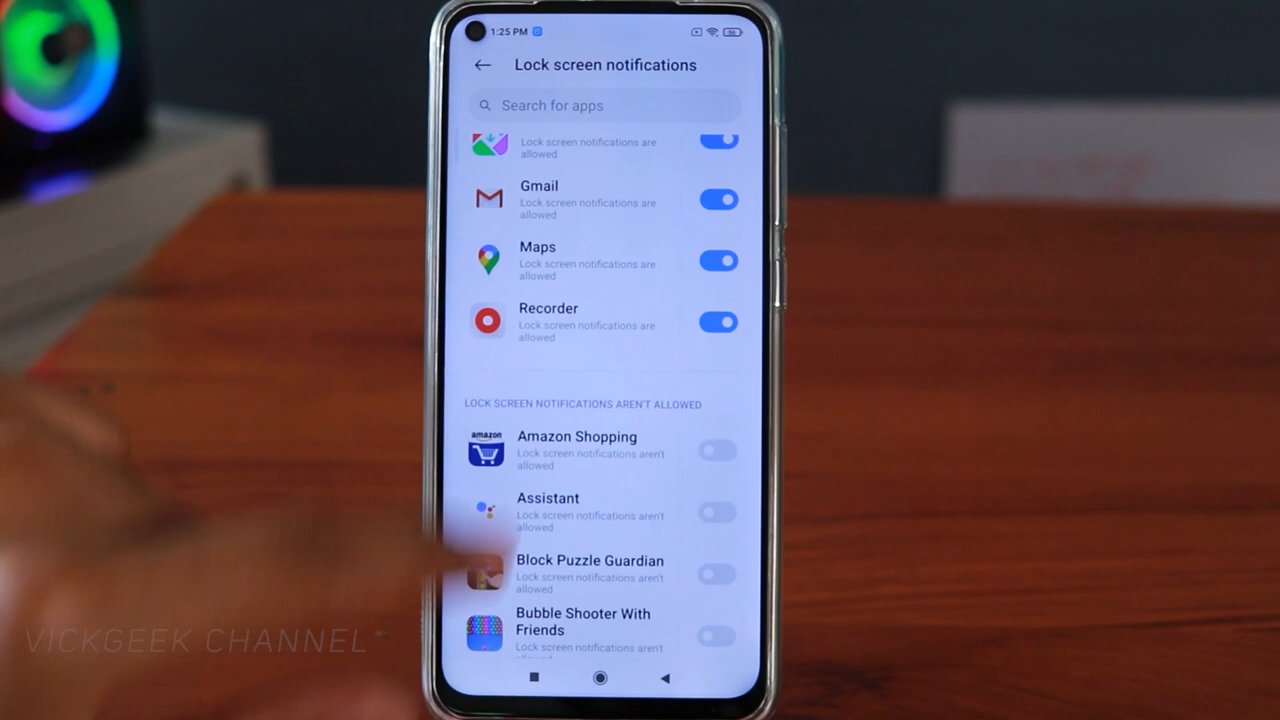 1:25 PM
Lock screen notifications
Search for apps
Lock screen notifications are
allowed
Gmail
Lock screen notifications are
allowed
Maps
Lock screen notifications are
allowed
Recorder
Lock screen notifications are
allowed
LOCK SCREEN NOTIFICATIONS AREN'T ALLOWED
amazon
Amazon Shopping
Lock screen notifications aren't
allowed
Assistant
Lock screen notifications aren't
allowed
Block Puzzle Guardian
Lock screen notifications aren't
allowed
Bubble Shooter With
Friends
Lock screen notifications aren't
VICKGEEK CHANNEL